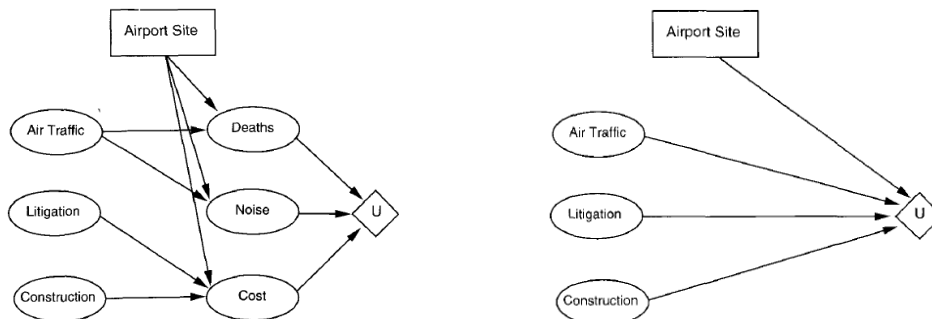 Airport Site
Air Traffic
Deaths
Litigation
Noise
U
Construction
Cost
Airport Site
Air Traffic
Litigation
U
Construction